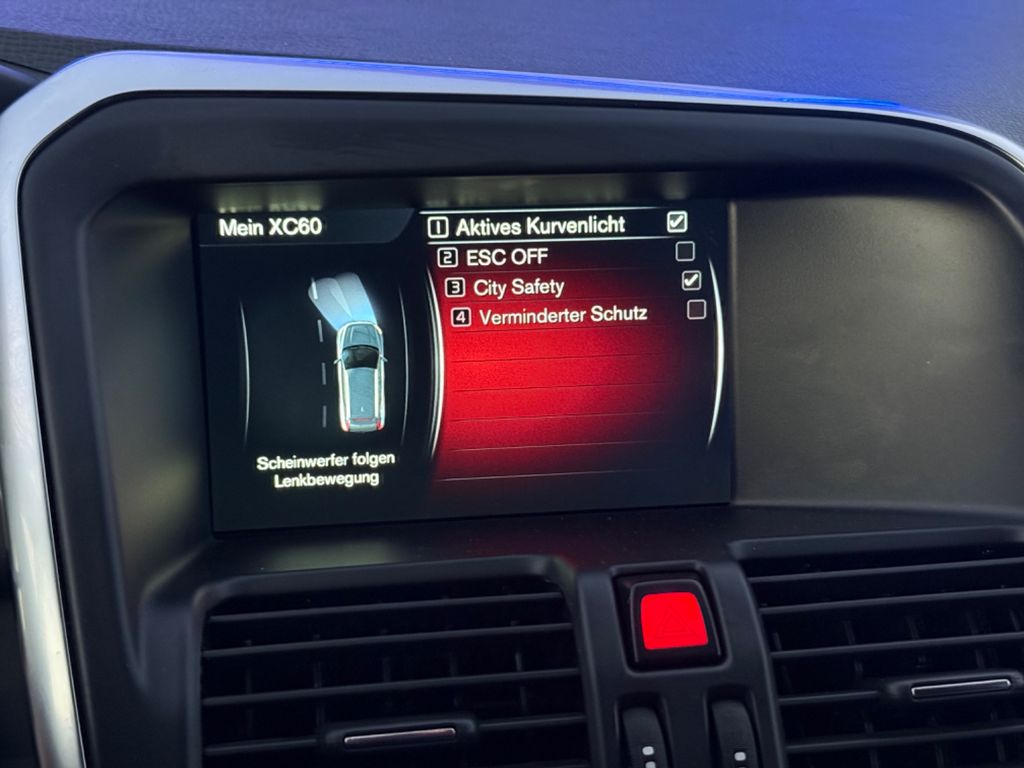 Mein XC60
1 Aktives Kurvenlicht
2 ESC OFF
3 City Safety
4 Verminderter Schutz
Scheinwerfer folgen
Lenkbewegung